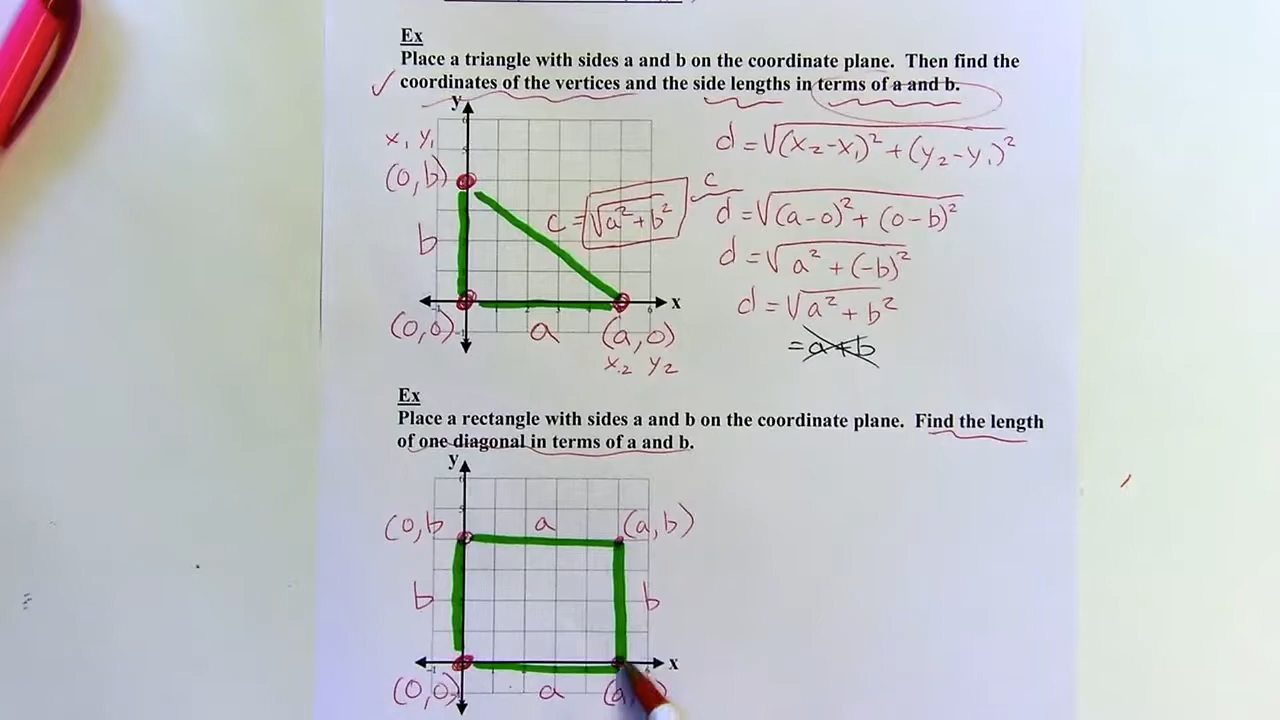 Ex
Place a triangle with sides a and b on the coordinate plane. Then find the
coordinates of the vertices and the side lengths in terms of a and b.
y
x₁ y₁
(0,b)
b
(0,0)
a
(a,0)
x₂ y₂
x
c = √a²+b²
d = √(x₂-x₁)²+(y₂-y₁)²
c
d = √(a-0)²+(0-b)²
d = √a²+(-b)²
d = √a²+b²
= a+b
Ex
Place a rectangle with sides a and b on the coordinate plane. Find the length
of one diagonal in terms of a and b.
y
(0,b
a
(a,b)
b
b
x
(0,0)
a
(a,